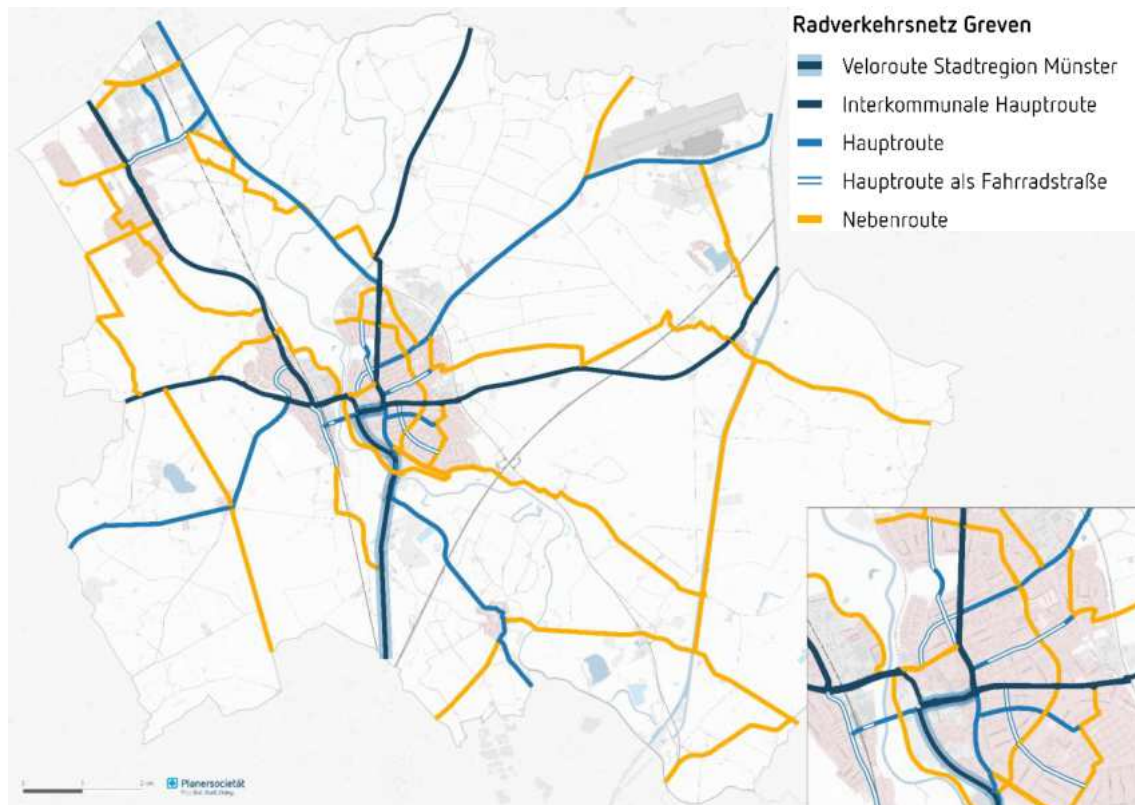 Radverkehrsnetz Greven
Veloroute Stadtregion Münster
Interkommunale Hauptroute
Hauptroute
Hauptroute als Fahrradstraße
Nebenroute
Planersocietät